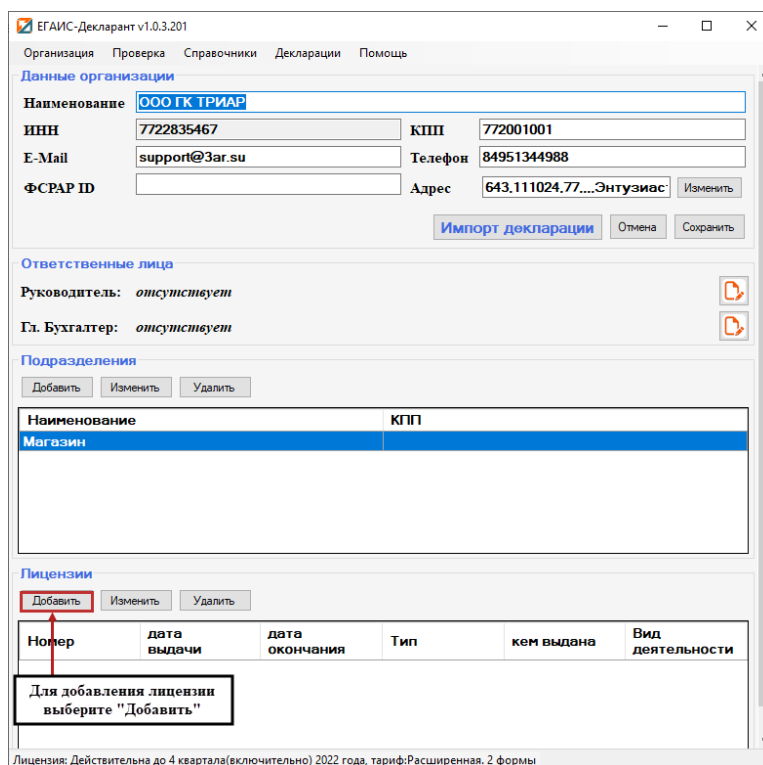 ЕГАИС-Декларант v1.0.3.201
Организация Проверка Справочники Декларации Помощь
Данные организации
Наименование ООО ГК ТРИАР
ИНН 7722835467 КПП 772001001
E-Mail support@3ar.su Телефон 84951344988
ФСРАР ID Адрес 643,111024,77,,,,Энтузиаст Изменить
Импорт декларации Отмена Сохранить
Ответственные лица
Руководитель: отсутствует
Гл. Бухгалтер: отсутствует
Подразделения
Добавить Изменить Удалить
Наименование КПП
Магазин
Лицензии
Добавить Изменить Удалить
Номер дата выдачи дата окончания Тип кем выдана Вид деятельности
Для добавления лицензии
выберите "Добавить"
Лицензия: Действительна до 4 квартала(включительно) 2022 года, тариф:Расширенная. 2 формы